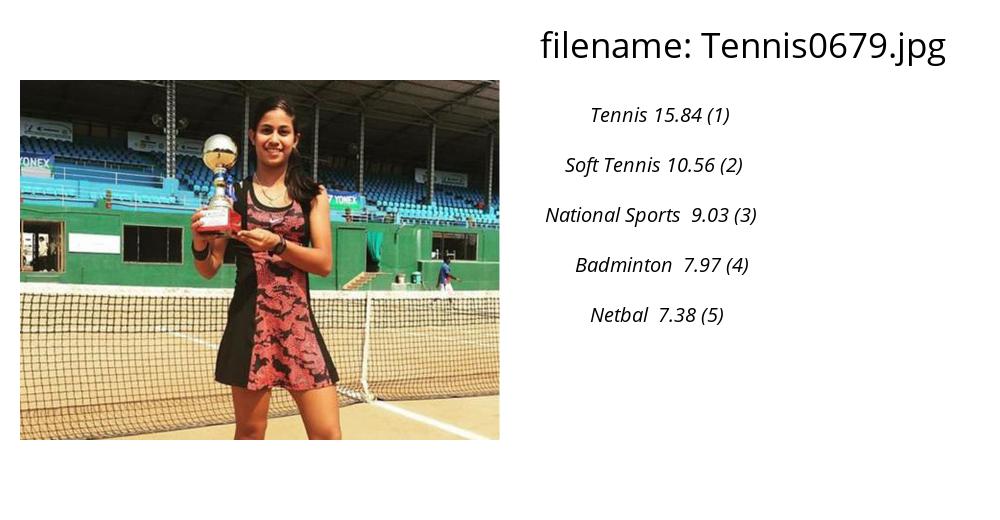 filename: Tennis0679.jpg
Tennis 15.84 (1)
Soft Tennis 10.56 (2)
National Sports  9.03 (3)
Badminton  7.97 (4)
Netbal  7.38 (5)
YONEX
YONEX